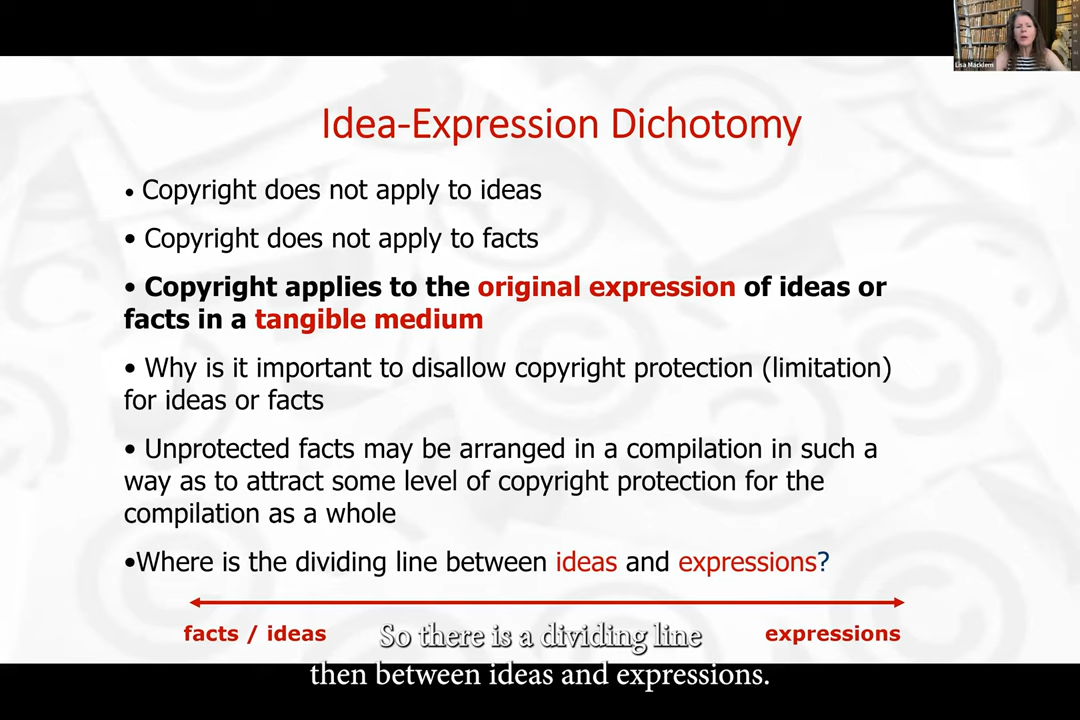 Lisa Macklem
Idea-Expression Dichotomy
• Copyright does not apply to ideas
• Copyright does not apply to facts
• Copyright applies to the original expression of ideas or
facts in a tangible medium
• Why is it important to disallow copyright protection (limitation)
for ideas or facts
• Unprotected facts may be arranged in a compilation in such a
way as to attract some level of copyright protection for the
compilation as a whole
•Where is the dividing line between ideas and expressions?
facts / ideas
expressions
So there is a dividing line
then between ideas and expressions.